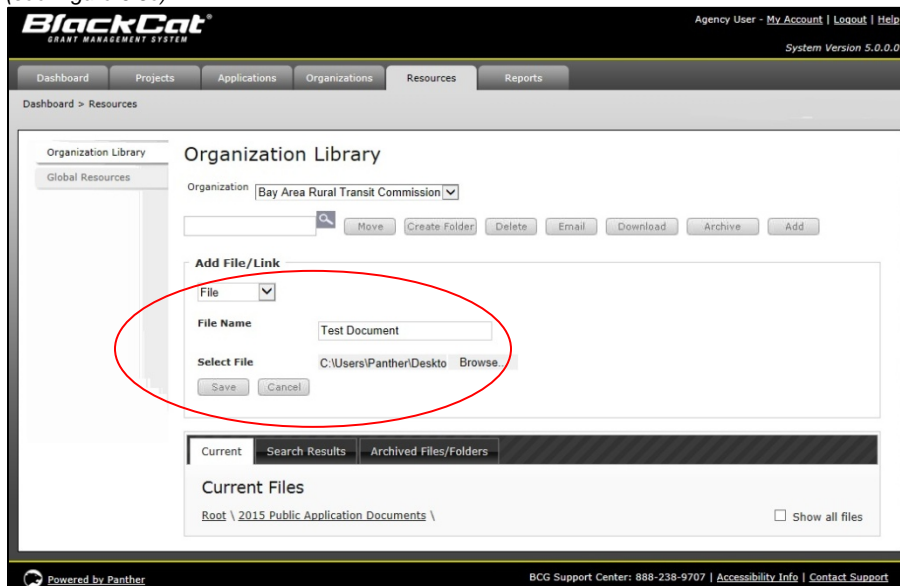 BlackCat®
GRANT MANAGEMENT SYSTEM
Agency User - My Account | Logout | Help
System Version 5.0.0.0
Dashboard Projects Applications Organizations Resources Reports
Dashboard > Resources
Organization Library
Global Resources
Organization Library
Organization Bay Area Rural Transit Commission
Move Create Folder Delete Email Download Archive Add
Add File/Link
File
File Name Test Document
Select File C:\Users\Panther\Deskto Browse...
Save Cancel
Current Search Results Archived Files/Folders
Current Files
Root \ 2015 Public Application Documents \ Show all files
Powered by Panther BCG Support Center: 888-238-9707 | Accessibility Info | Contact Support